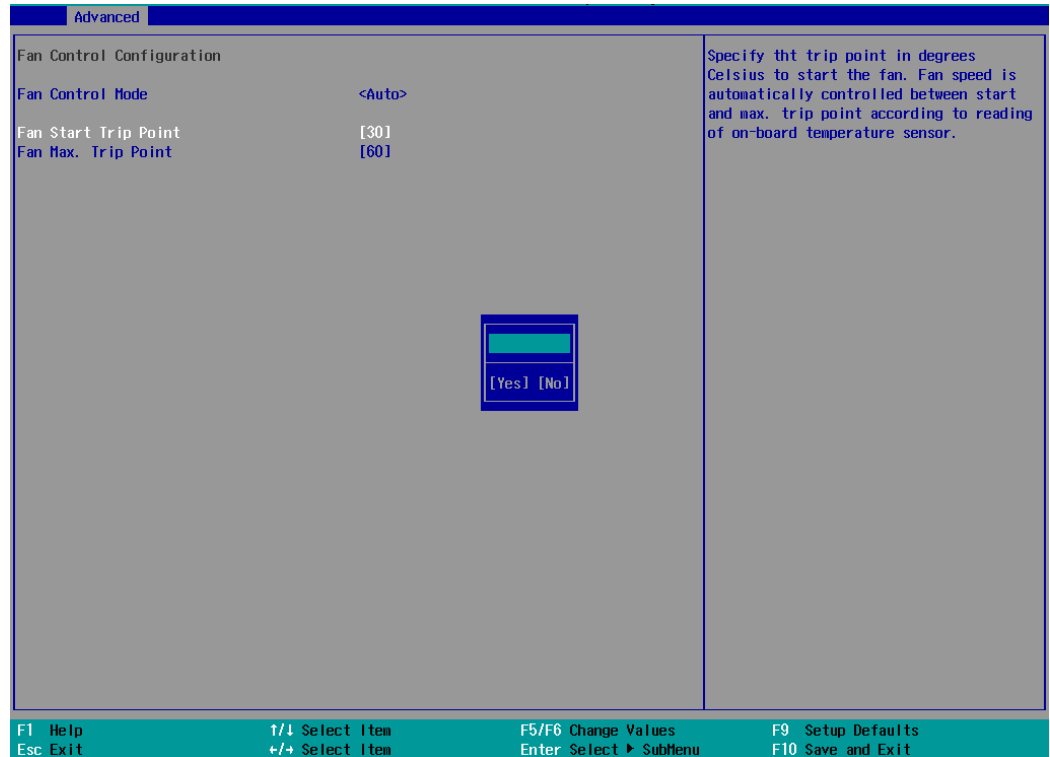 Advanced
Fan Control Configuration
Fan Control Mode <Auto>
Fan Start Trip Point [30]
Fan Max. Trip Point [60]
Specify tht trip point in degrees
Celsius to start the fan. Fan speed is
automatically controlled between start
and max. trip point according to reading
of on-board temperature sensor.
[Yes] [No]
F1 Help ↑/↓ Select Item F5/F6 Change Values F9 Setup Defaults
Esc Exit ←/→ Select Item Enter Select ▶ SubMenu F10 Save and Exit